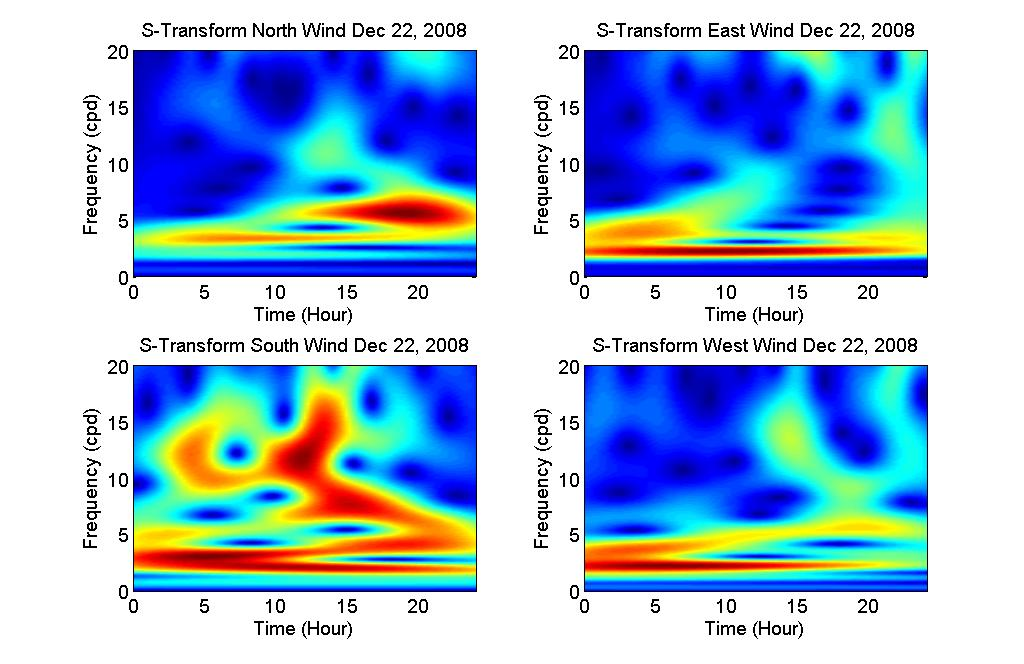 S-Transform North Wind Dec 22, 2008
20
15
10
5
0
Frequency (cpd)
0 5 10 15 20
Time (Hour)
S-Transform East Wind Dec 22, 2008
20
15
10
5
0
Frequency (cpd)
0 5 10 15 20
Time (Hour)
S-Transform South Wind Dec 22, 2008
20
15
10
5
0
Frequency (cpd)
0 5 10 15 20
Time (Hour)
S-Transform West Wind Dec 22, 2008
20
15
10
5
0
Frequency (cpd)
0 5 10 15 20
Time (Hour)